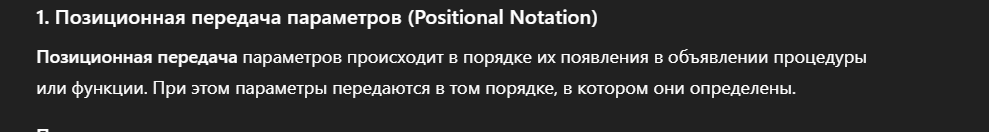 1. Позиционная передача параметров (Positional Notation)
Позиционная передача параметров происходит в порядке их появления в объявлении процедуры
или функции. При этом параметры передаются в том порядке, в котором они определены.